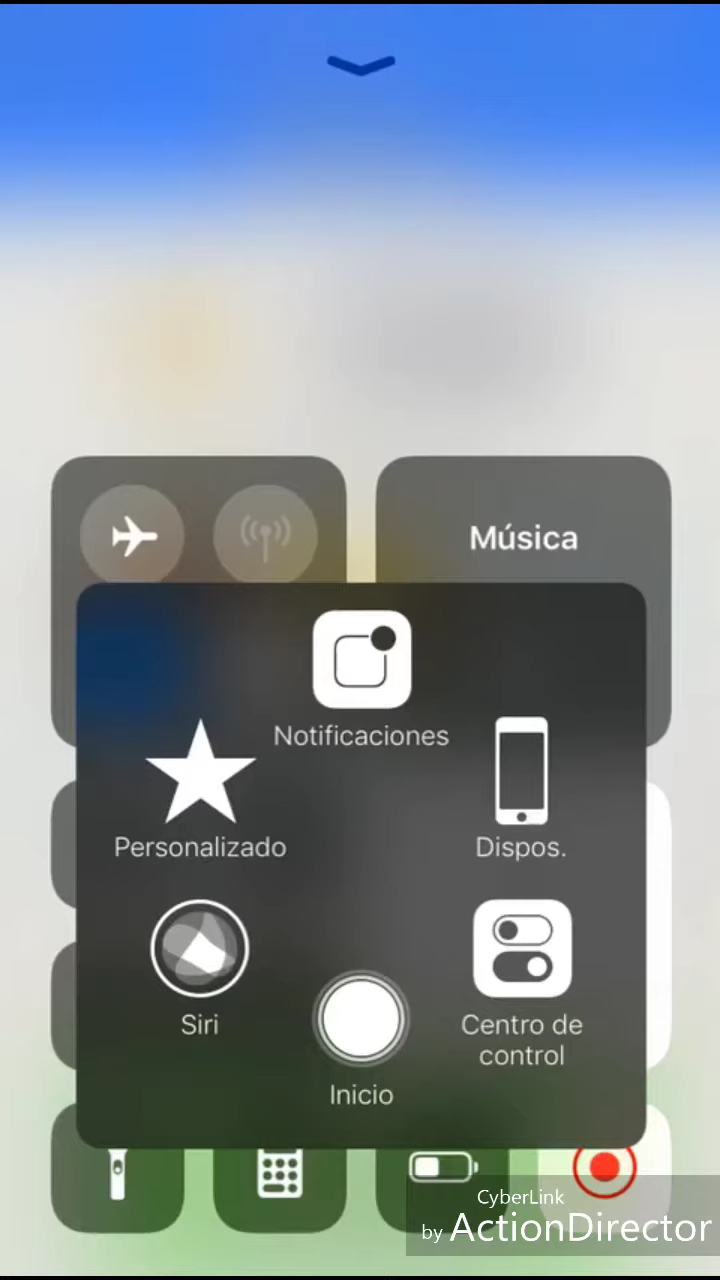 Música
Notificaciones
Personalizado
Dispos.
Siri
Centro de
control
Inicio
CyberLink
by ActionDirector